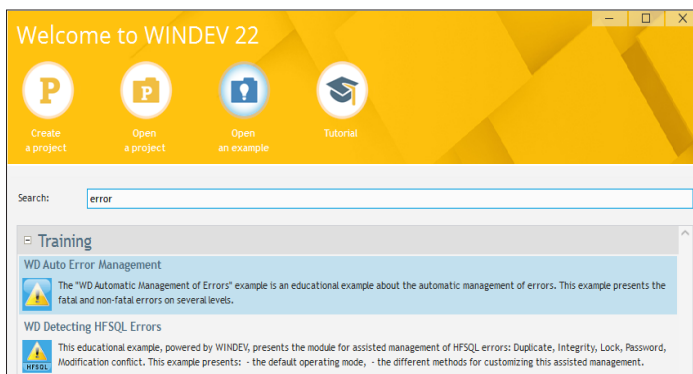 Welcome to WINDEV 22
P
P
Create
a project
Open
a project
Open
an example
Tutorial
Search:
error
Training
WD Auto Error Management
The "WD Automatic Management of Errors" example is an educational example about the automatic management of errors. This example presents the
fatal and non-fatal errors on several levels.
WD Detecting HFSQL Errors
This educational example, powered by WINDEV, presents the module for assisted management of HFSQL errors: Duplicate, Integrity, Lock, Password,
Modification conflict. This example presents: - the default operating mode, - the different methods for customizing this assisted management.
HFSQL